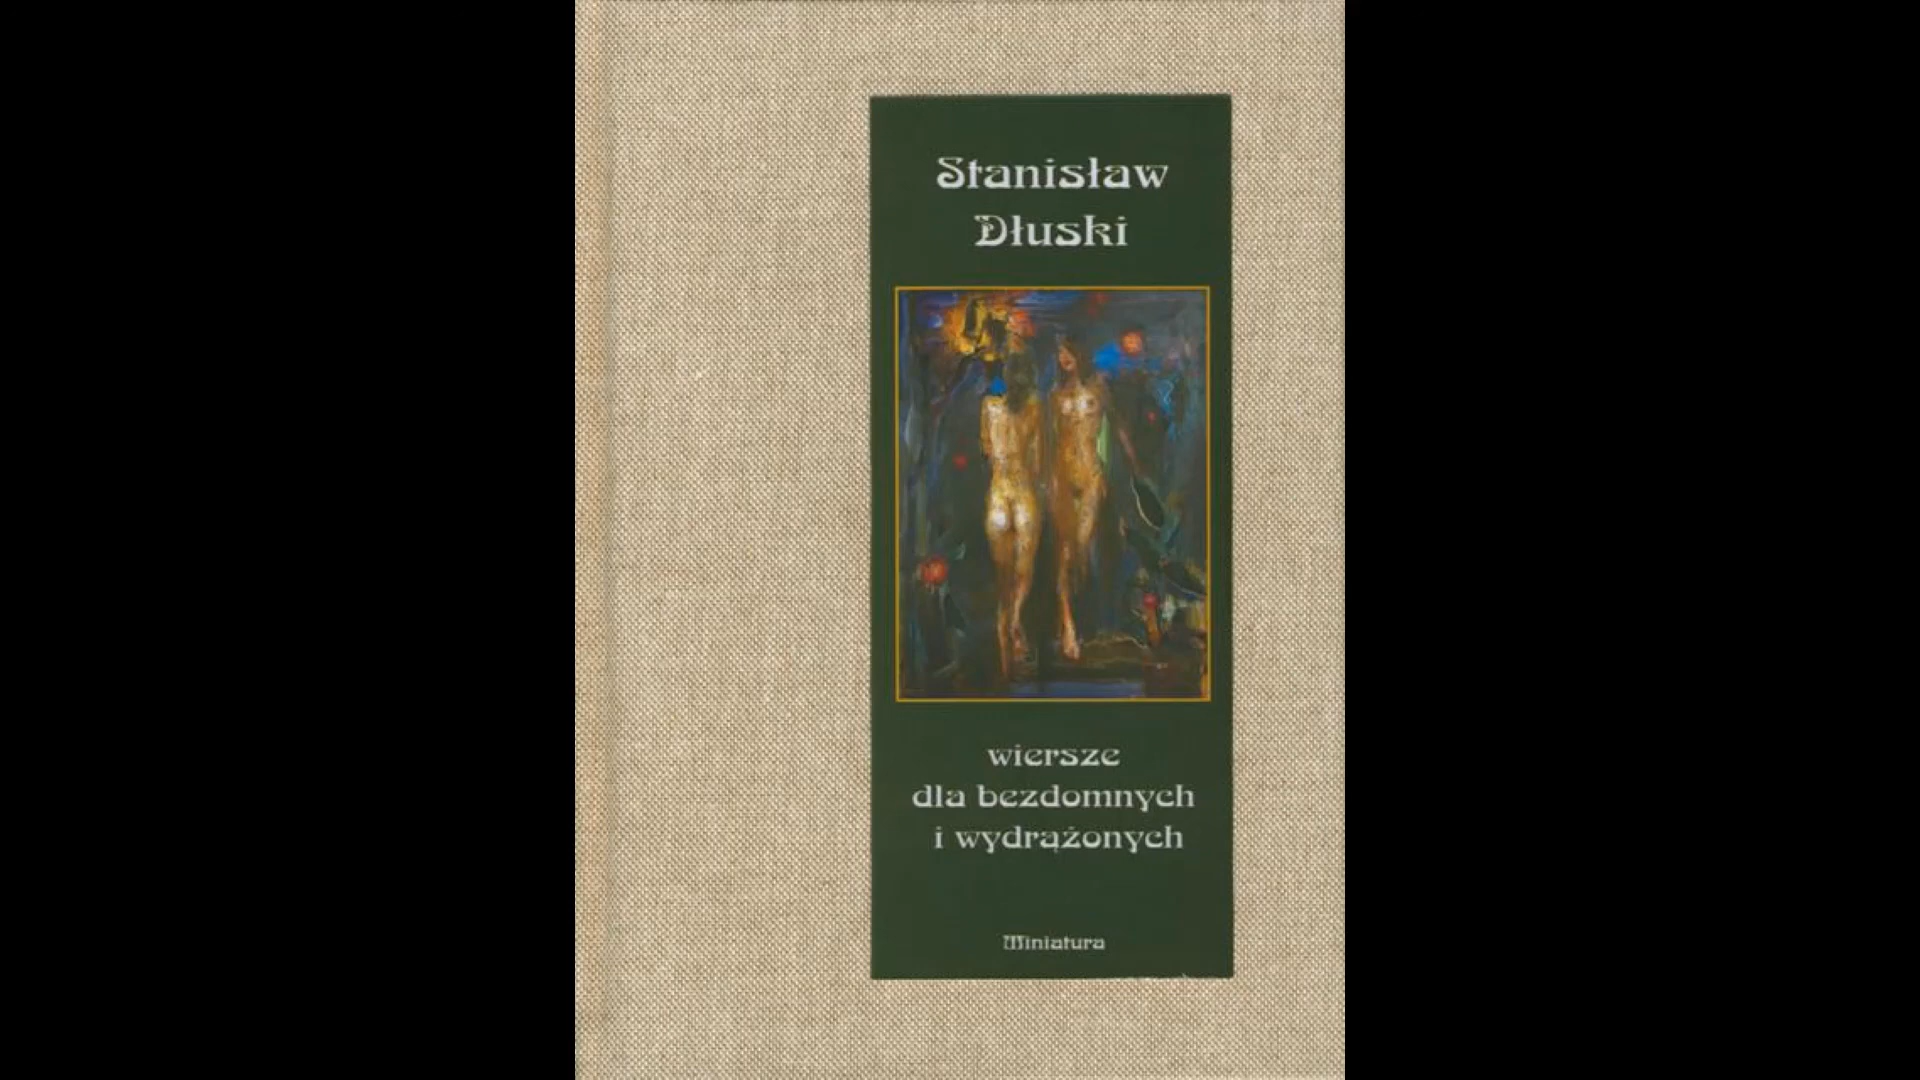 Stanisław
Dłuski
wiersze
dla bezdomnych
i wydrążonych
Miniatura